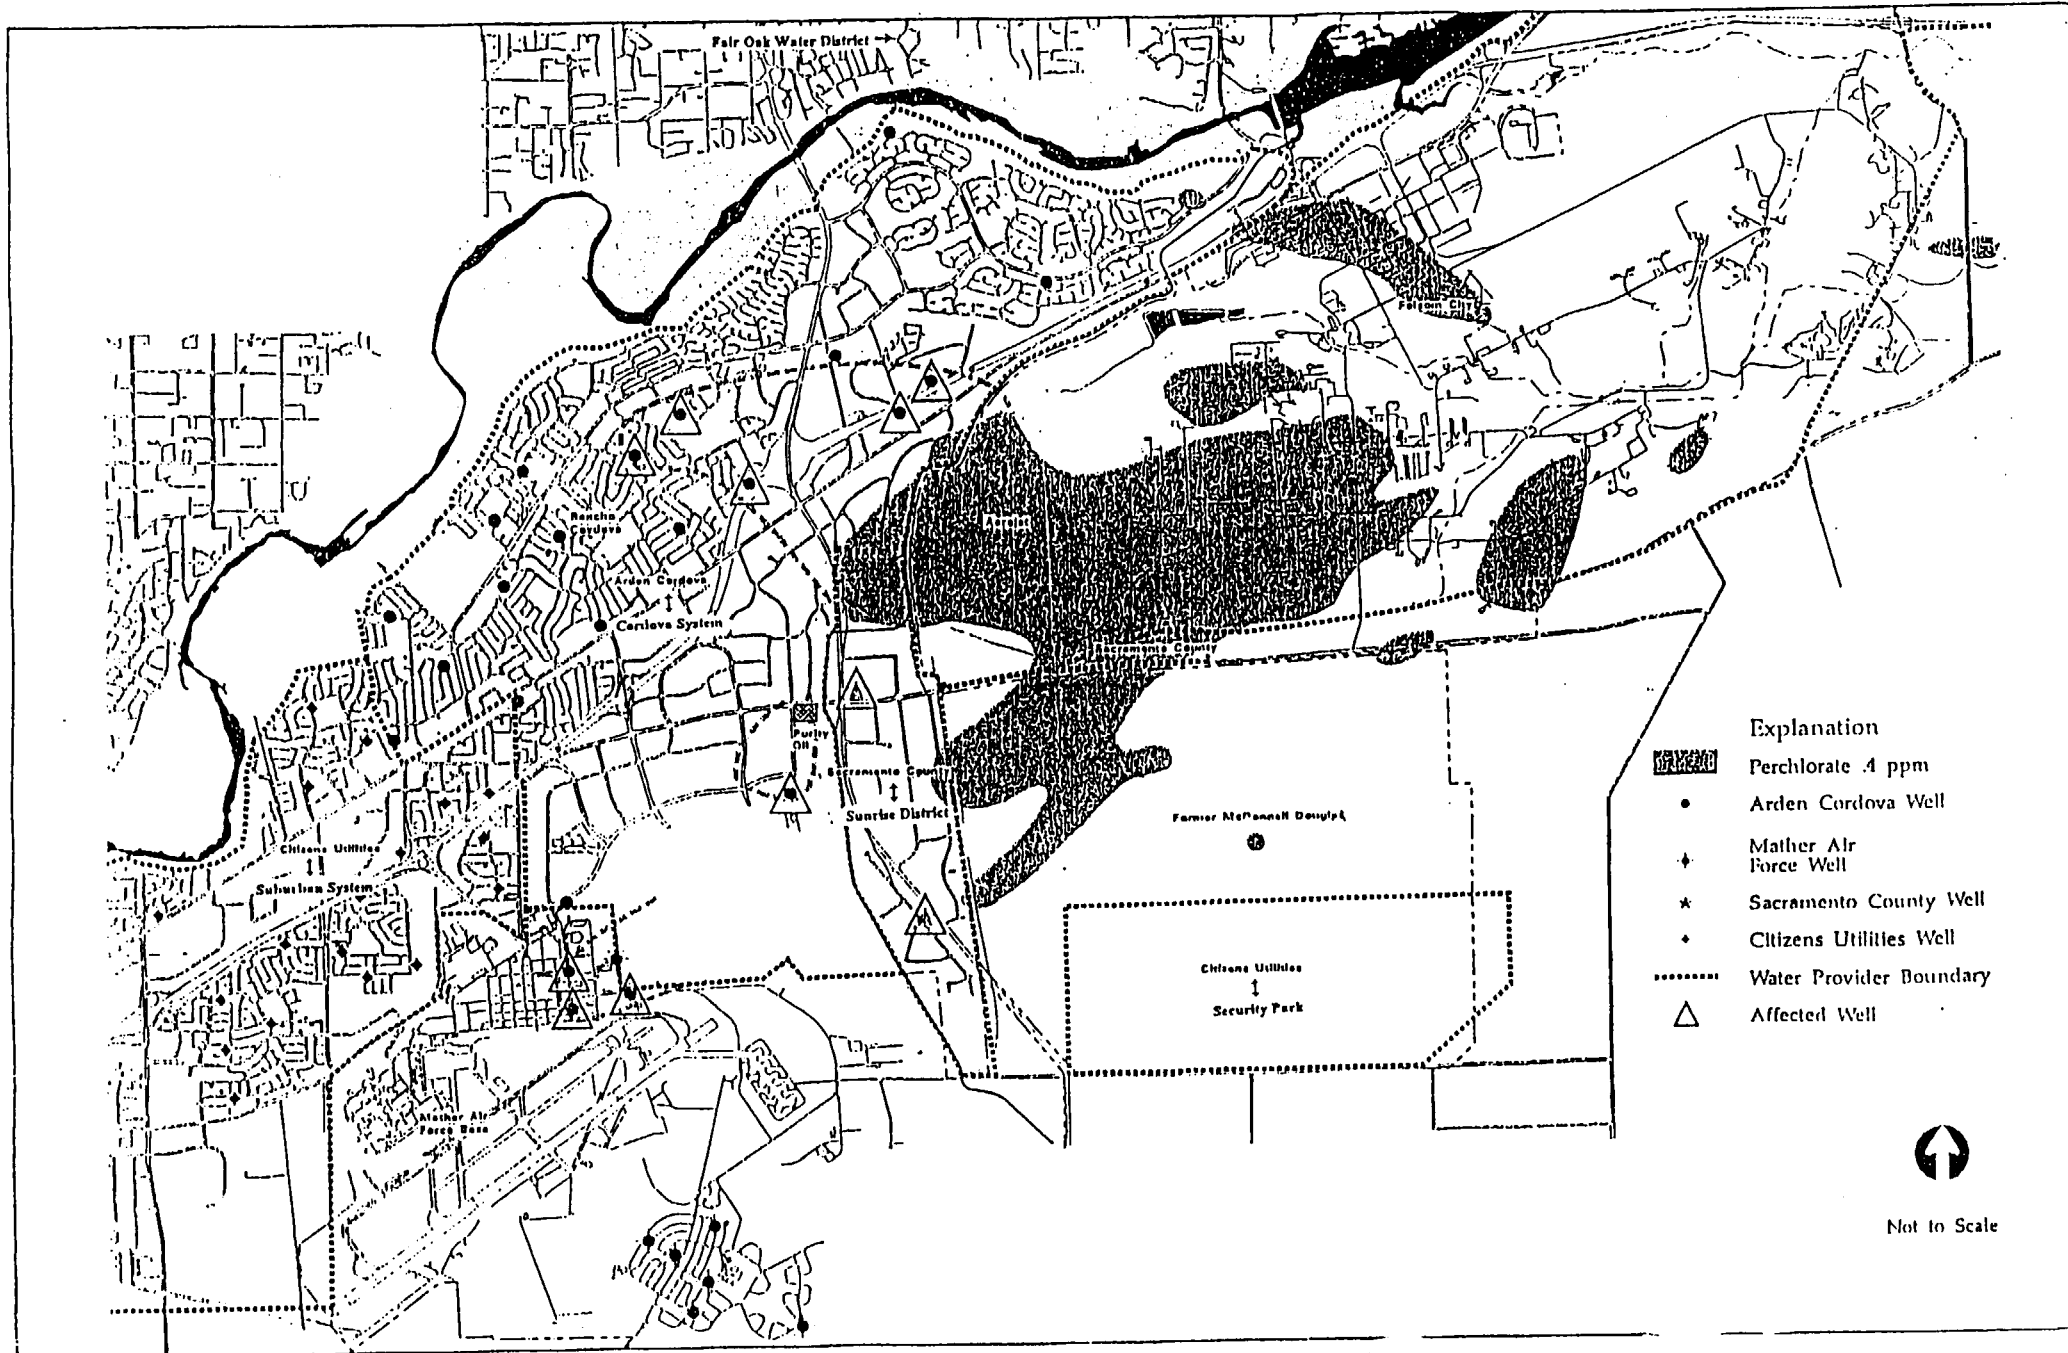 Fair Oak Water District
Folsom City
Rancho
Cordova
Aerojet
Arden Cordova
Cordova System
Sacramento County
Purity
Oil
Sacramento County
Sunrise District
Former McDonnell Douglas
Citizens Utilities
Suburban System
Citizens Utilities
Security Park
Mather Air
Force Base
Explanation
Perchlorate .4 ppm
Arden Cordova Well
Mather Air
Force Well
Sacramento County Well
Citizens Utilities Well
Water Provider Boundary
Affected Well
Not to Scale